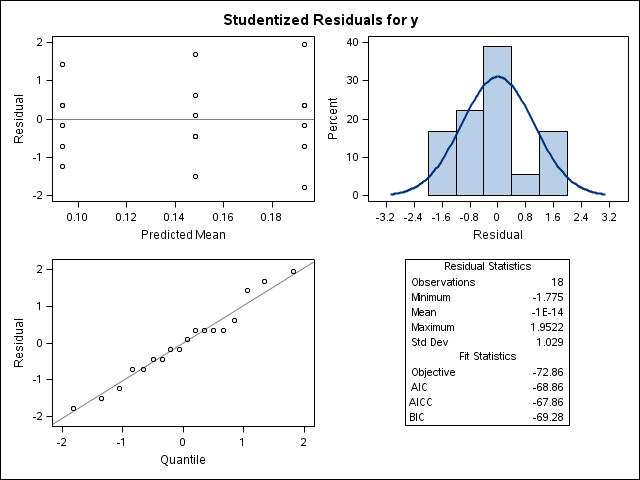 Studentized Residuals for y
2
1
0
-1
-2
Residual
0.10 0.12 0.14 0.16 0.18
Predicted Mean
40
30
20
10
0
Percent
-3.2 -2.4 -1.6 -0.8 0 0.8 1.6 2.4 3.2
Residual
2
1
0
-1
-2
Residual
-2 -1 0 1 2
Quantile
Residual Statistics
Observations 18
Minimum -1.775
Mean -1E-14
Maximum 1.9522
Std Dev 1.029
Fit Statistics
Objective -72.86
AIC -68.86
AICC -67.86
BIC -69.28